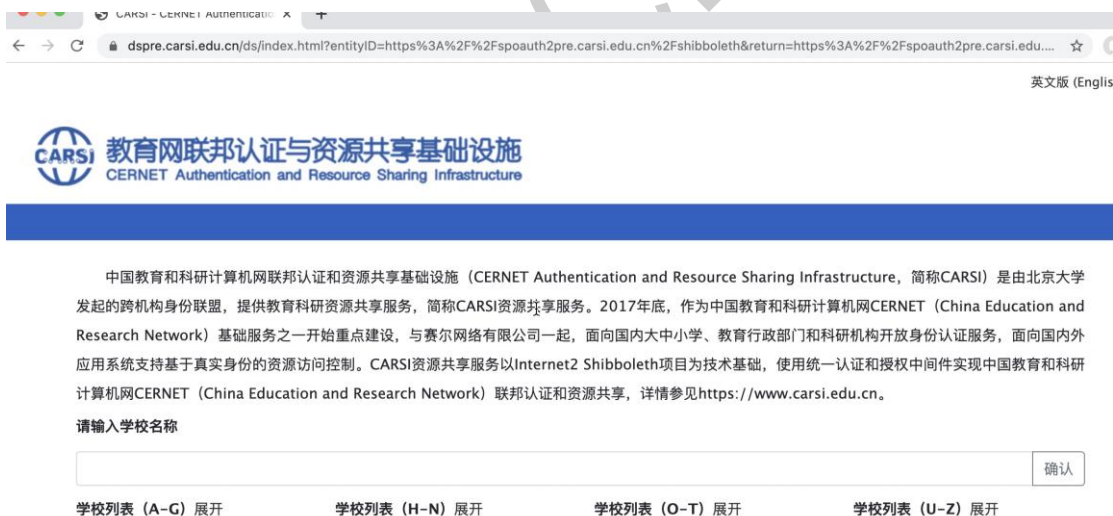 CARSI - CERNET Authenticatio
dspre.carsi.edu.cn/ds/index.html?entityID=https%3A%2F%2Fspoauth2pre.carsi.edu.cn%2Fshibboleth&return=https%3A%2F%2Fspoauth2pre.carsi.edu....
英文版 (Englis
CARSI 教育网联邦认证与资源共享基础设施
CERNET Authentication and Resource Sharing Infrastructure
中国教育和科研计算机网联邦认证和资源共享基础设施（CERNET Authentication and Resource Sharing Infrastructure，简称CARSI）是由北京大学
发起的跨机构身份联盟，提供教育科研资源共享服务，简称CARSI资源共享服务。2017年底，作为中国教育和科研计算机网CERNET（China Education and
Research Network）基础服务之一开始重点建设，与赛尔网络有限公司一起，面向国内大中小学、教育行政部门和科研机构开放身份认证服务，面向国内外
应用系统支持基于真实身份的资源访问控制。CARSI资源共享服务以Internet2 Shibboleth项目为技术基础，使用统一认证和授权中间件实现中国教育和科研
计算机网CERNET（China Education and Research Network）联邦认证和资源共享，详情参见https://www.carsi.edu.cn。
请输入学校名称
确认
学校列表（A-G）展开 学校列表（H-N）展开 学校列表（O-T）展开 学校列表（U-Z）展开